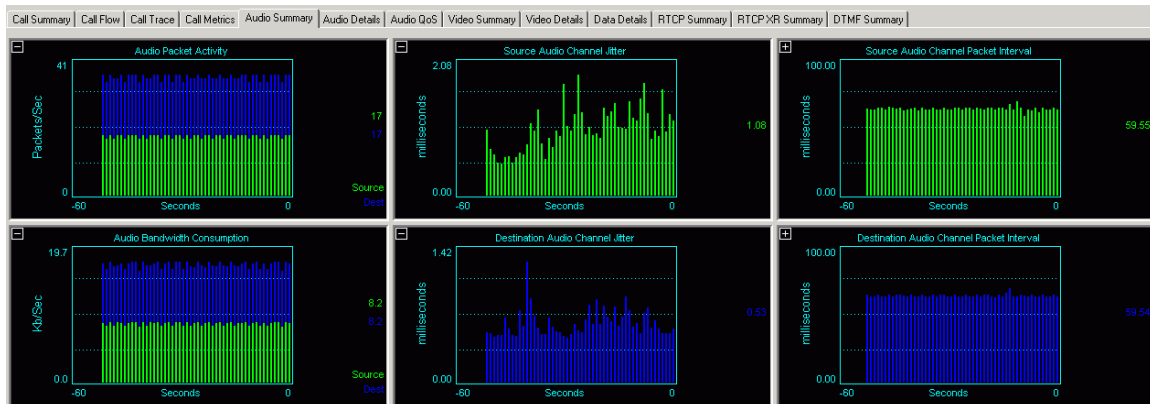 Call Summary Call Flow Call Trace Call Metrics Audio Summary Audio Details Audio QoS Video Summary Video Details Data Details RTCP Summary RTCP XR Summary DTMF Summary
Audio Packet Activity
41
Packets/Sec
17
17
0
Source
Dest
-60 Seconds 0
Source Audio Channel Jitter
2.08
milliseconds
1.08
0.00
-60 Seconds 0
Source Audio Channel Packet Interval
100.00
milliseconds
59.55
0.00
-60 Seconds 0
Audio Bandwidth Consumption
19.7
Kb/Sec
8.2
8.2
0.0
Source
Dest
-60 Seconds 0
Destination Audio Channel Jitter
1.42
milliseconds
0.53
0.00
-60 Seconds 0
Destination Audio Channel Packet Interval
100.00
milliseconds
59.54
0.00
-60 Seconds 0